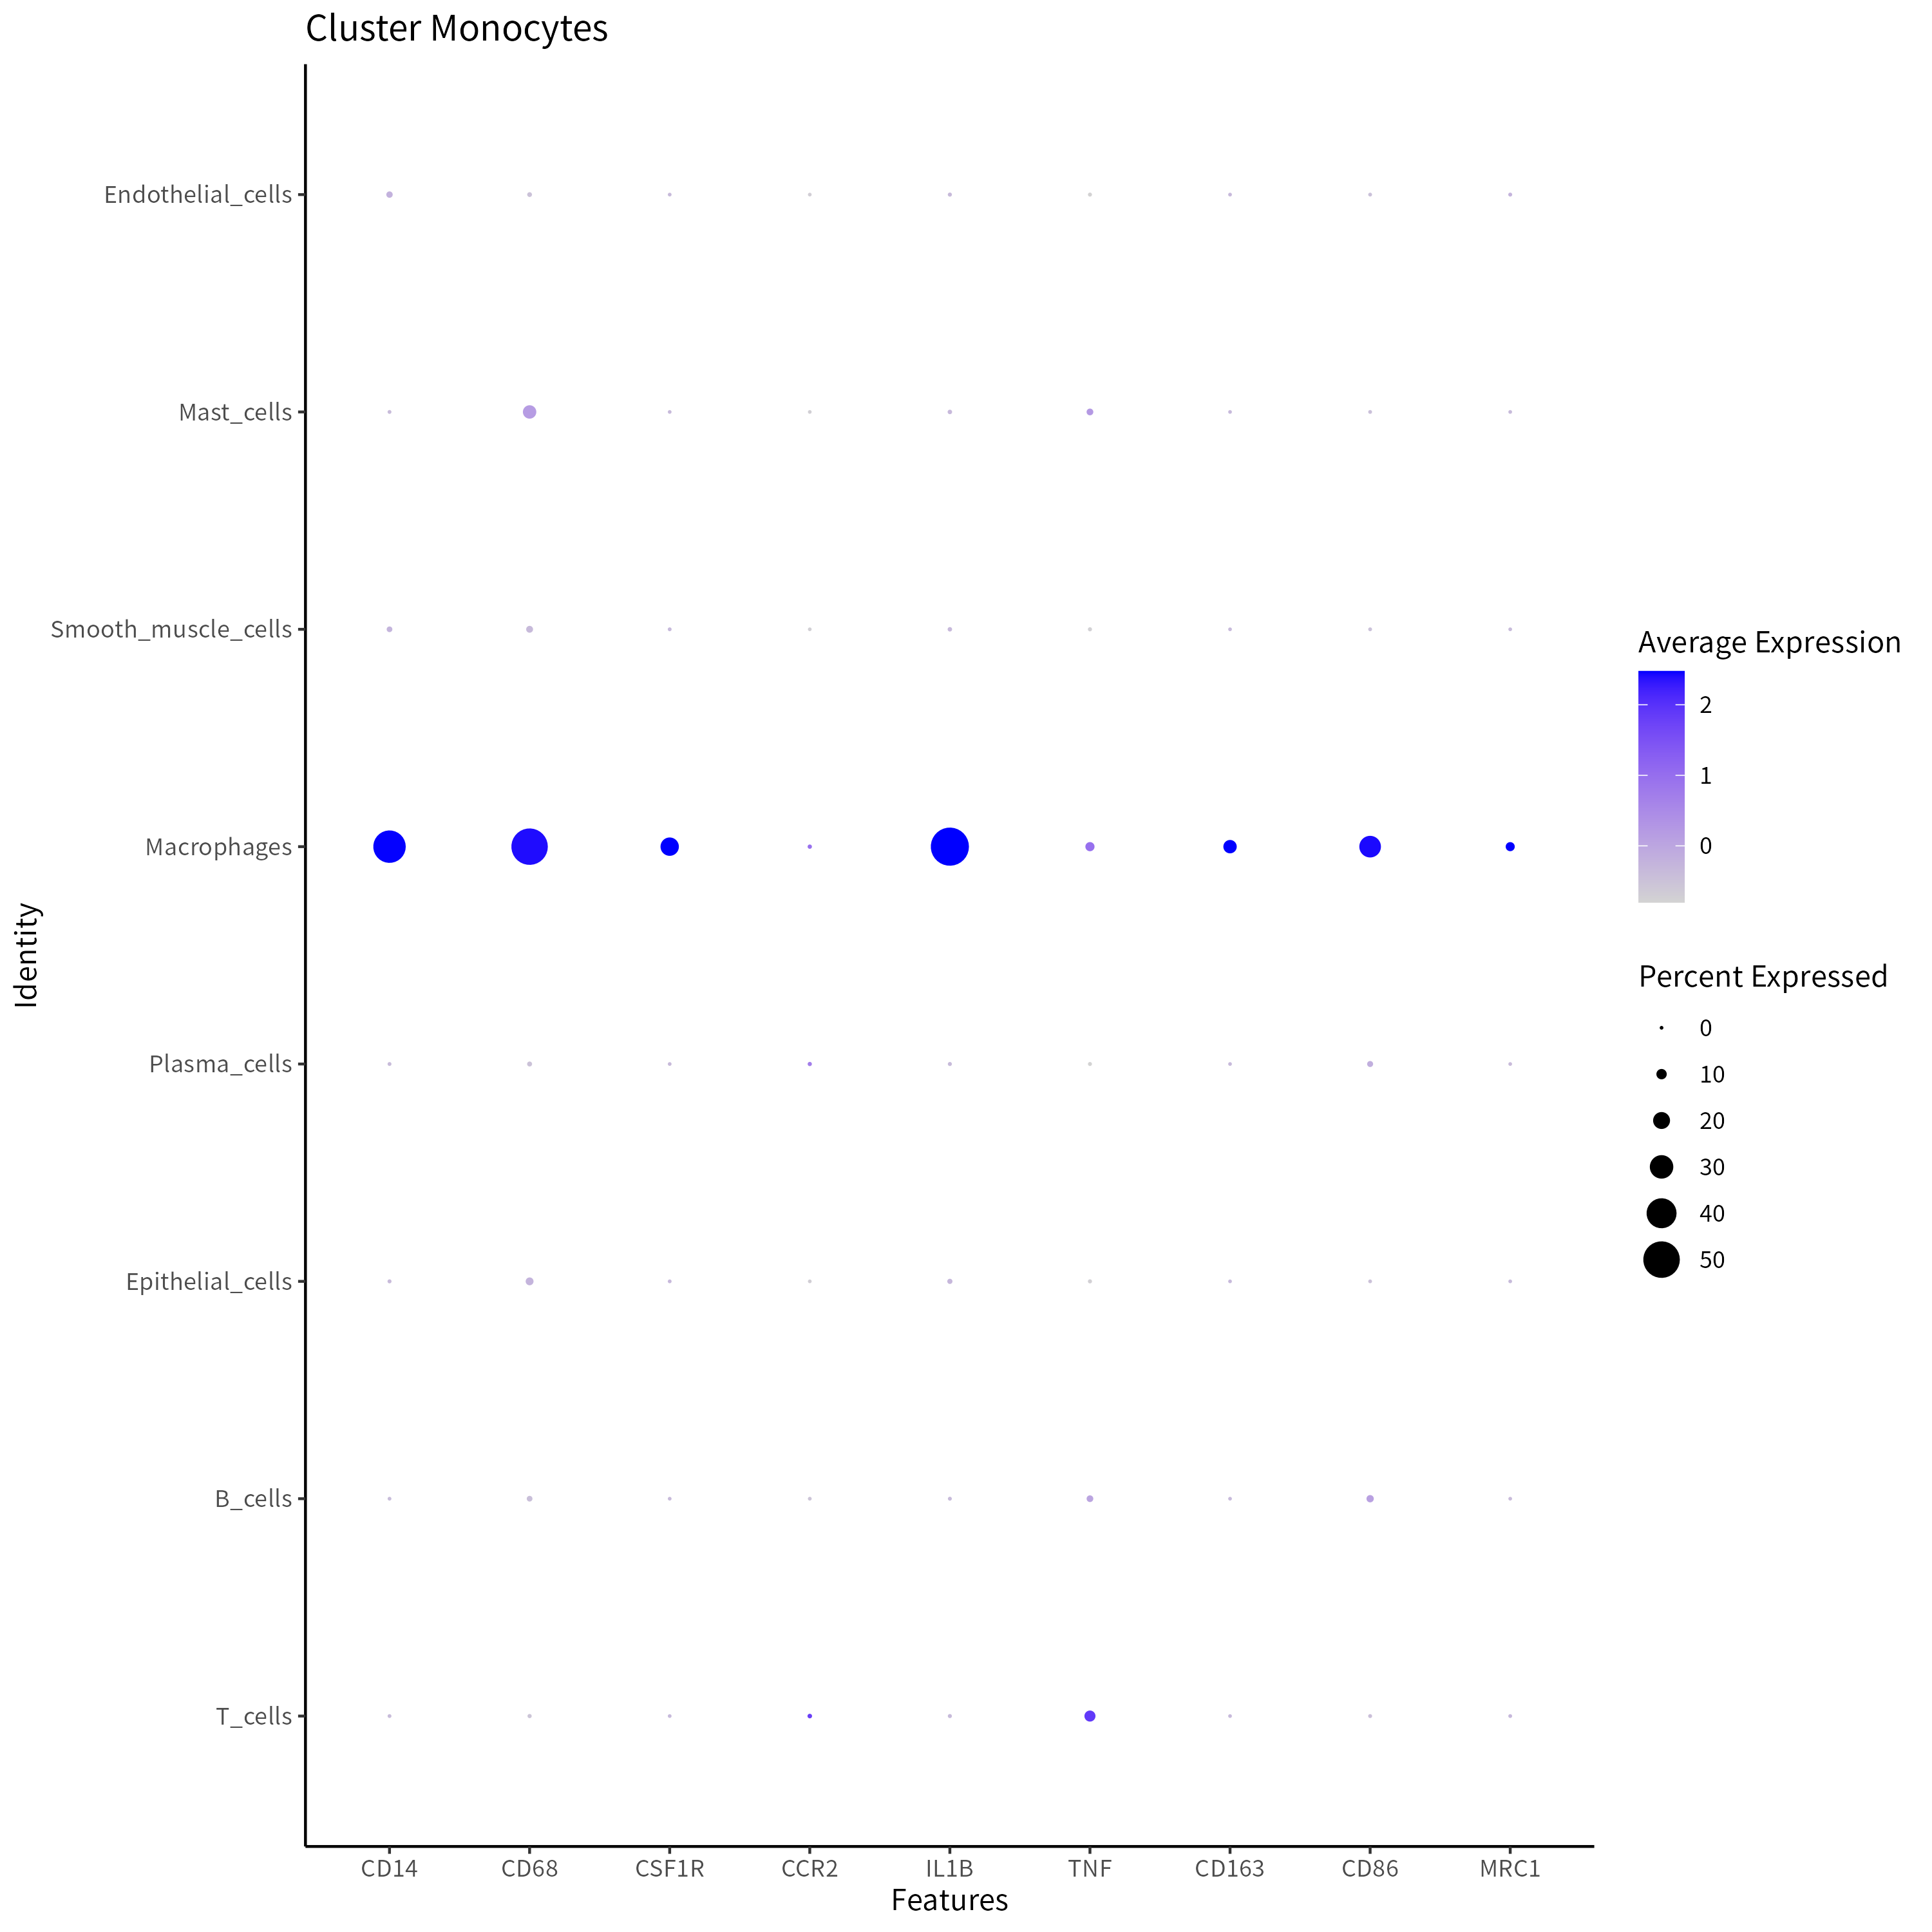 Cluster Monocytes
Endothelial_cells
Mast_cells
Smooth_muscle_cells
Macrophages
Plasma_cells
Epithelial_cells
B_cells
T_cells
Identity
CD14 CD68 CSF1R CCR2 IL1B TNF CD163 CD86 MRC1
Features
Average Expression
2
1
0
Percent Expressed
0
10
20
30
40
50